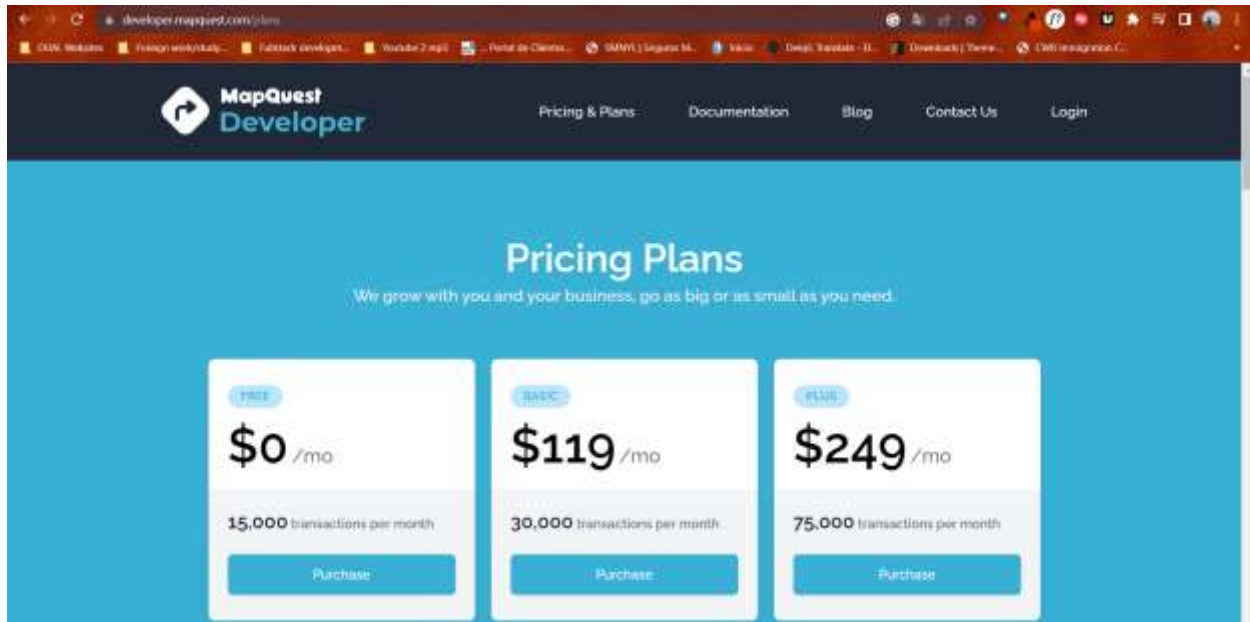 developer.mapquest.com/plans
MapQuest
Developer
Pricing & Plans
Documentation
Blog
Contact Us
Login
Pricing Plans
We grow with you and your business, go as big or as small as you need.
FREE
$0 /mo
15,000 transactions per month
Purchase
BASIC
$119 /mo
30,000 transactions per month
Purchase
PLUS
$249 /mo
75,000 transactions per month
Purchase